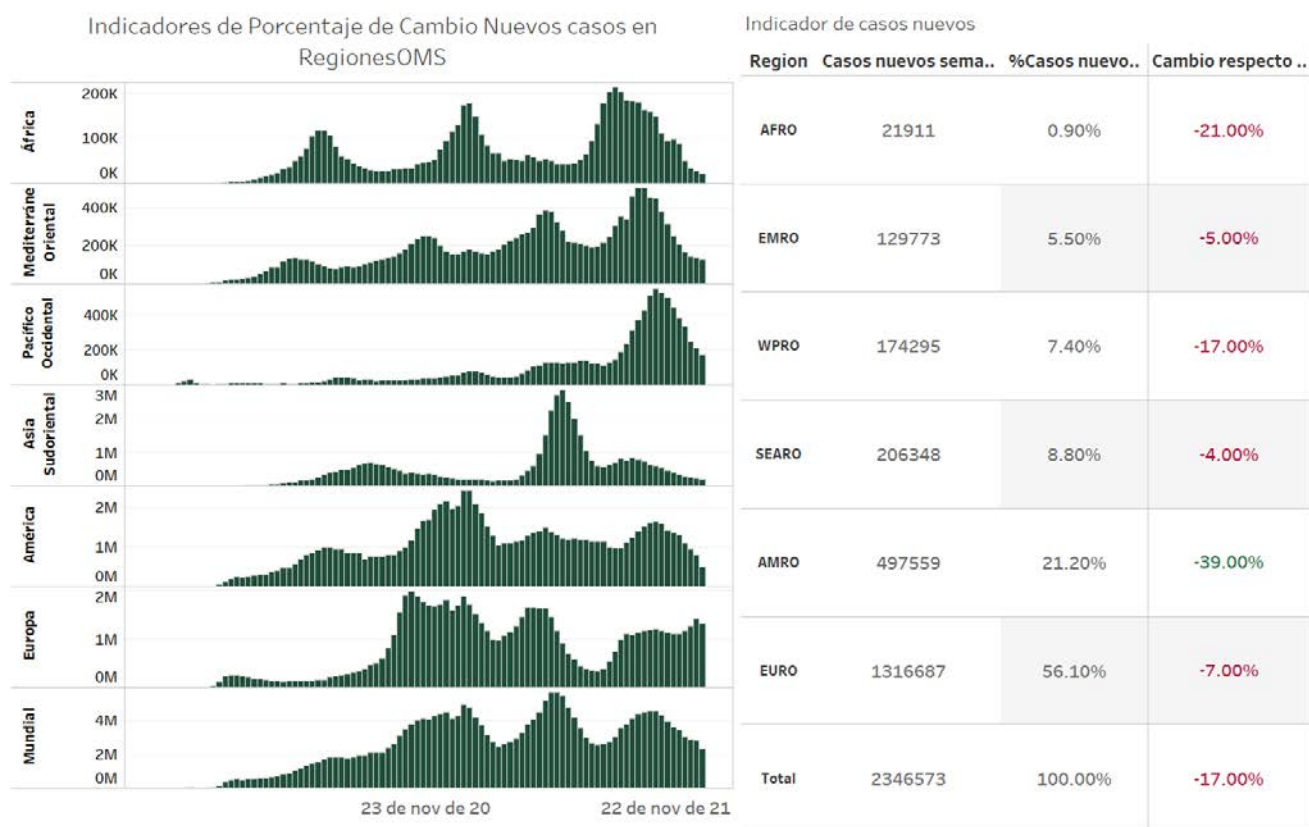 Indicadores de Porcentaje de Cambio Nuevos casos en
RegionesOMS
África
200K
100K
0K
Mediterráne
Oriental
400K
200K
0K
Pacífico
Occidental
400K
200K
0K
Asia
Sudoriental
3M
2M
1M
0M
América
2M
1M
0M
Europa
2M
1M
0M
Mundial
4M
2M
0M
23 de nov de 20 22 de nov de 21
Indicador de casos nuevos
Region Casos nuevos sema.. %Casos nuevo.. Cambio respecto ..
AFRO 21911 0.90% -21.00%
EMRO 129773 5.50% -5.00%
WPRO 174295 7.40% -17.00%
SEARO 206348 8.80% -4.00%
AMRO 497559 21.20% -39.00%
EURO 1316687 56.10% -7.00%
Total 2346573 100.00% -17.00%